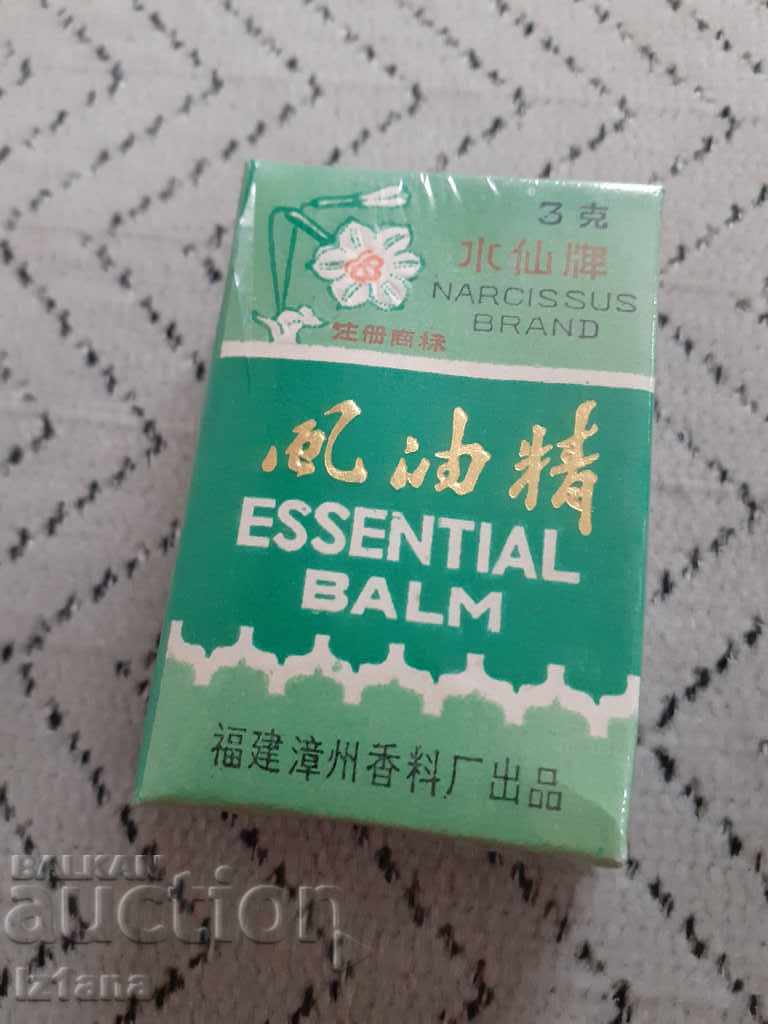 3克
水仙牌
NARCISSUS
BRAND
注册商标
风油精
ESSENTIAL
BALM
福建漳州香料厂出品
BALKAN
auction
Iz1ana